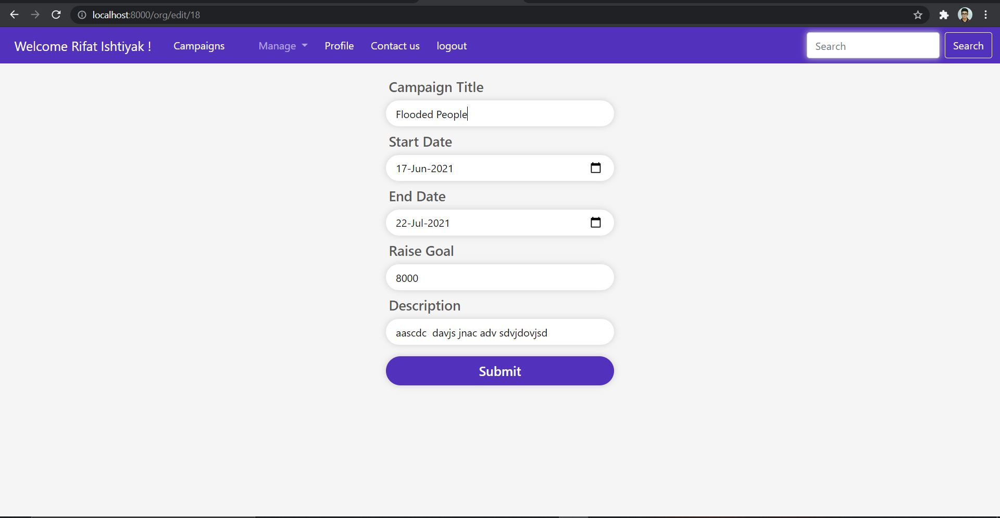 localhost:8000/org/edit/18
Welcome Rifat Ishtiyak ! Campaigns Manage Profile Contact us logout Search Search
Campaign Title
Flooded People
Start Date
17-Jun-2021
End Date
22-Jul-2021
Raise Goal
8000
Description
aascdc  davjs jnac adv sdvjdovjsd
Submit